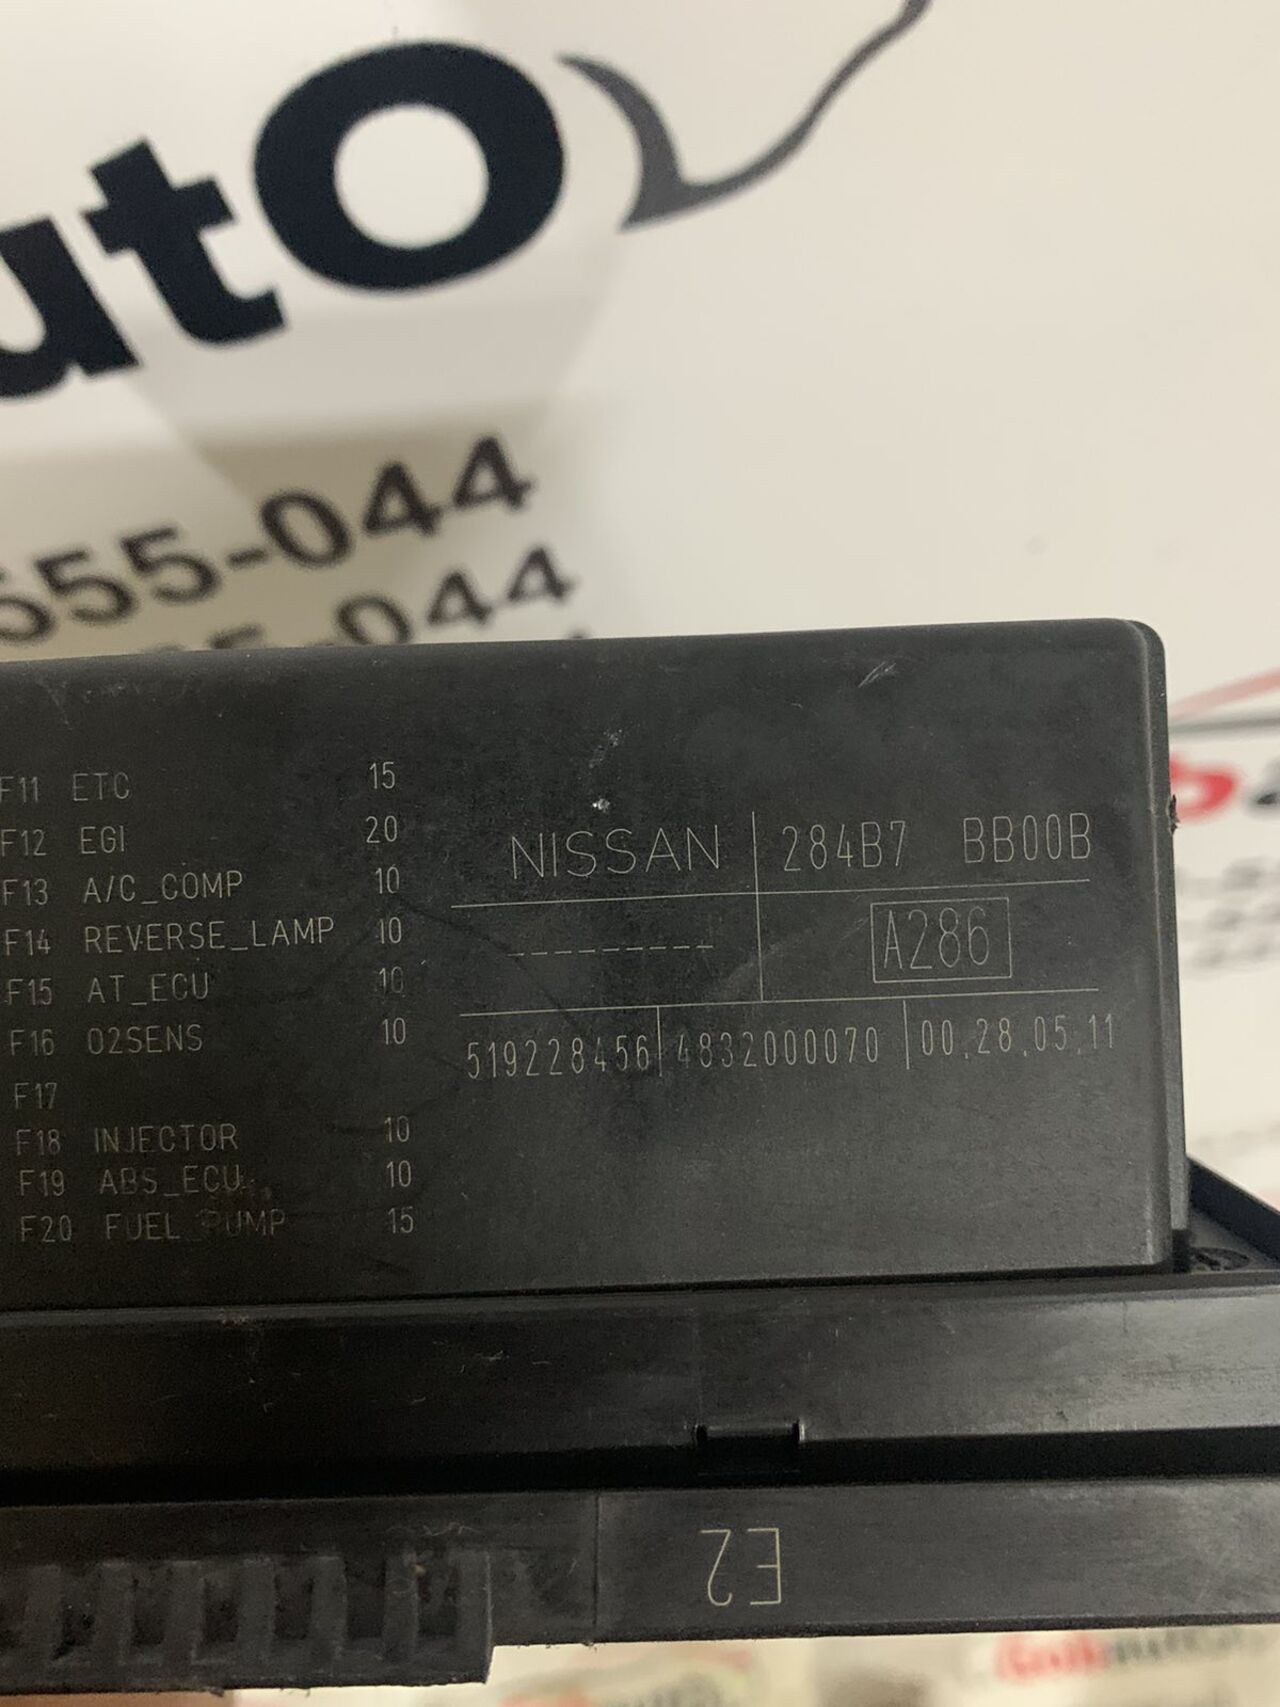 utO
555-044
044
F11 ETC 15
F12 EGI 20
F13 A/C_COMP 10
F14 REVERSE_LAMP 10
F15 AT_ECU 10
F16 O2SENS 10
F17
F18 INJECTOR 10
F19 ABS_ECU 10
F20 FUEL_PUMP 15
NISSAN 284B7 BB00B
-------- A286
519228456 4832000070 00.28.05.11
E2